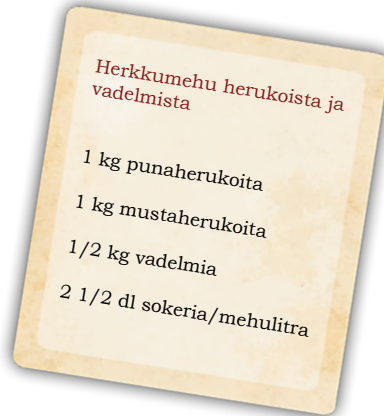 Herkkumehu herukoista ja
vadelmista
1 kg punaherukoita
1 kg mustaherukoita
1/2 kg vadelmia
2 1/2 dl sokeria/mehulitra